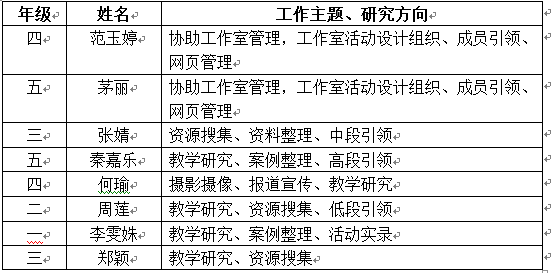 年级 姓名 工作主题、研究方向
四 范玉婷 协助工作室管理，工作室活动设计组织、成员引领、
网页管理
五 茅丽 协助工作室管理，工作室活动设计组织、成员引领、
网页管理
三 张婧 资源搜集、资料整理、中段引领
五 秦嘉乐 教学研究、案例整理、高段引领
四 何瑜 摄影摄像、报道宣传、教学研究
二 周莲 教学研究、资源搜集、低段引领
一 李雯姝 教学研究、案例整理、活动实录
三 郑颖 教学研究、资源搜集